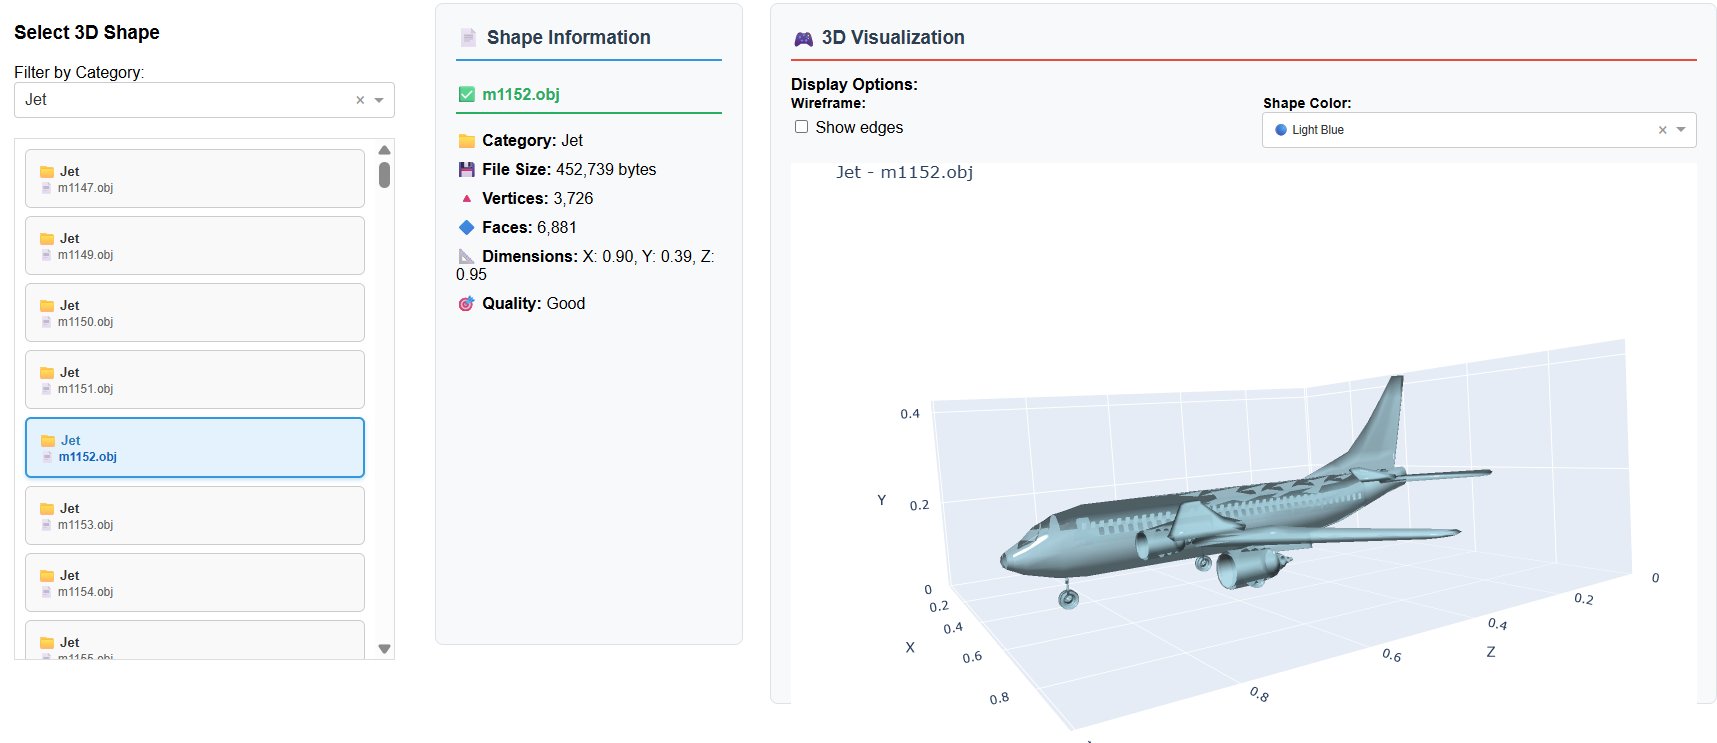 Select 3D Shape
Filter by Category:
Jet
Jet
m1147.obj
Jet
m1149.obj
Jet
m1150.obj
Jet
m1151.obj
Jet
m1152.obj
Jet
m1153.obj
Jet
m1154.obj
Jet
m1155.obj
Shape Information
m1152.obj
Category: Jet
File Size: 452,739 bytes
Vertices: 3,726
Faces: 6,881
Dimensions: X: 0.90, Y: 0.39, Z:
0.95
Quality: Good
3D Visualization
Display Options:
Wireframe:
Show edges
Shape Color:
Light Blue
Jet - m1152.obj
0.4
Y
0.2
0
0.2
0.4
X
0.6
0.8
0.8
0.6
Z
0.4
0.2
0